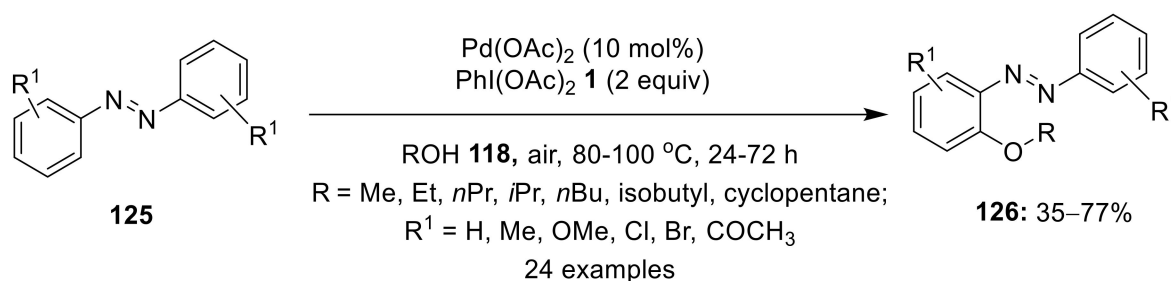 R¹
N
N
R¹
125
Pd(OAc)₂ (10 mol%)
PhI(OAc)₂ 1 (2 equiv)
ROH 118, air, 80-100 °C, 24-72 h
R = Me, Et, nPr, iPr, nBu, isobutyl, cyclopentane;
R¹ = H, Me, OMe, Cl, Br, COCH₃
24 examples
R¹
N
N
R
O
R
126: 35–77%